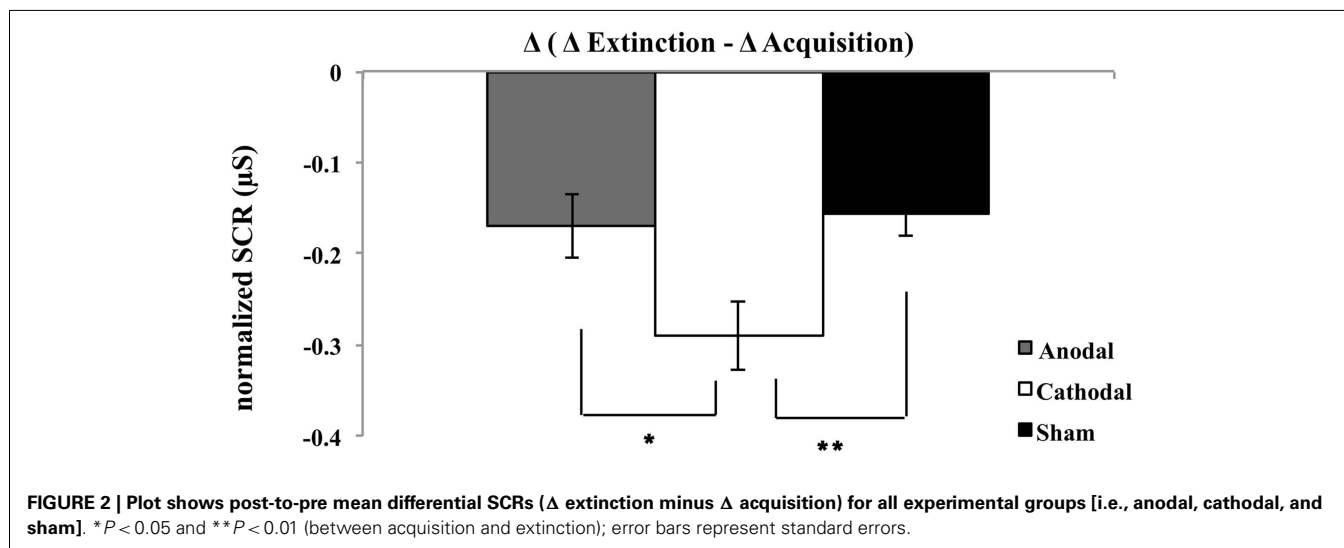 Δ ( Δ Extinction - Δ Acquisition)
0
-0.1
-0.2
-0.3
-0.4
normalized SCR (µS)
Anodal
Cathodal
Sham
*
**
FIGURE 2 | Plot shows post-to-pre mean differential SCRs (Δ extinction minus Δ acquisition) for all experimental groups [i.e., anodal, cathodal, and
sham]. *P < 0.05 and **P < 0.01 (between acquisition and extinction); error bars represent standard errors.